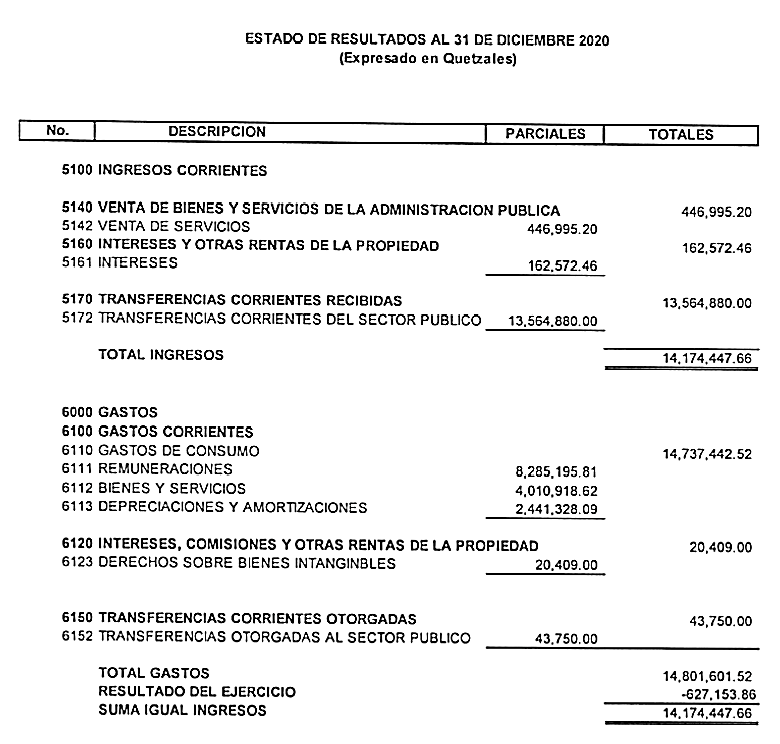 ESTADO DE RESULTADOS AL 31 DE DICIEMBRE 2020
(Expresado en Quetzales)
No. DESCRIPCION PARCIALES TOTALES
5100 INGRESOS CORRIENTES
5140 VENTA DE BIENES Y SERVICIOS DE LA ADMINISTRACION PUBLICA 446,995.20
5142 VENTA DE SERVICIOS 446,995.20
5160 INTERESES Y OTRAS RENTAS DE LA PROPIEDAD 162,572.46
5161 INTERESES 162,572.46
5170 TRANSFERENCIAS CORRIENTES RECIBIDAS 13,564,880.00
5172 TRANSFERENCIAS CORRIENTES DEL SECTOR PUBLICO 13,564,880.00
TOTAL INGRESOS 14,174,447.66
6000 GASTOS
6100 GASTOS CORRIENTES
6110 GASTOS DE CONSUMO 14,737,442.52
6111 REMUNERACIONES 8,285,195.81
6112 BIENES Y SERVICIOS 4,010,918.62
6113 DEPRECIACIONES Y AMORTIZACIONES 2,441,328.09
6120 INTERESES, COMISIONES Y OTRAS RENTAS DE LA PROPIEDAD 20,409.00
6123 DERECHOS SOBRE BIENES INTANGINBLES 20,409.00
6150 TRANSFERENCIAS CORRIENTES OTORGADAS 43,750.00
6152 TRANSFERENCIAS OTORGADAS AL SECTOR PUBLICO 43,750.00
TOTAL GASTOS 14,801,601.52
RESULTADO DEL EJERCICIO -627,153.86
SUMA IGUAL INGRESOS 14,174,447.66